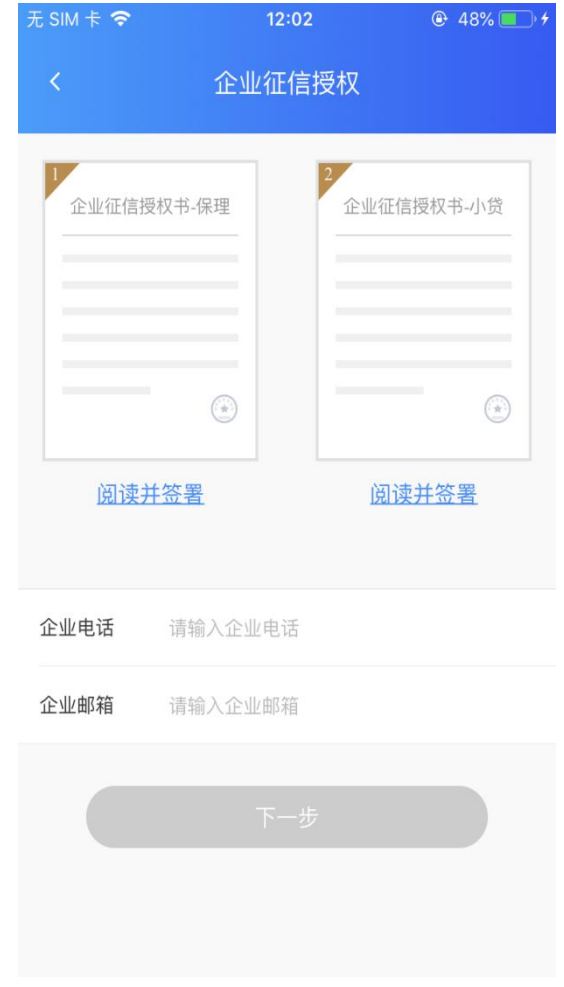 无 SIM 卡 12:02 48%
企业征信授权
1
企业征信授权书-保理
2
企业征信授权书-小贷
阅读并签署
阅读并签署
企业电话 请输入企业电话
企业邮箱 请输入企业邮箱
下一步